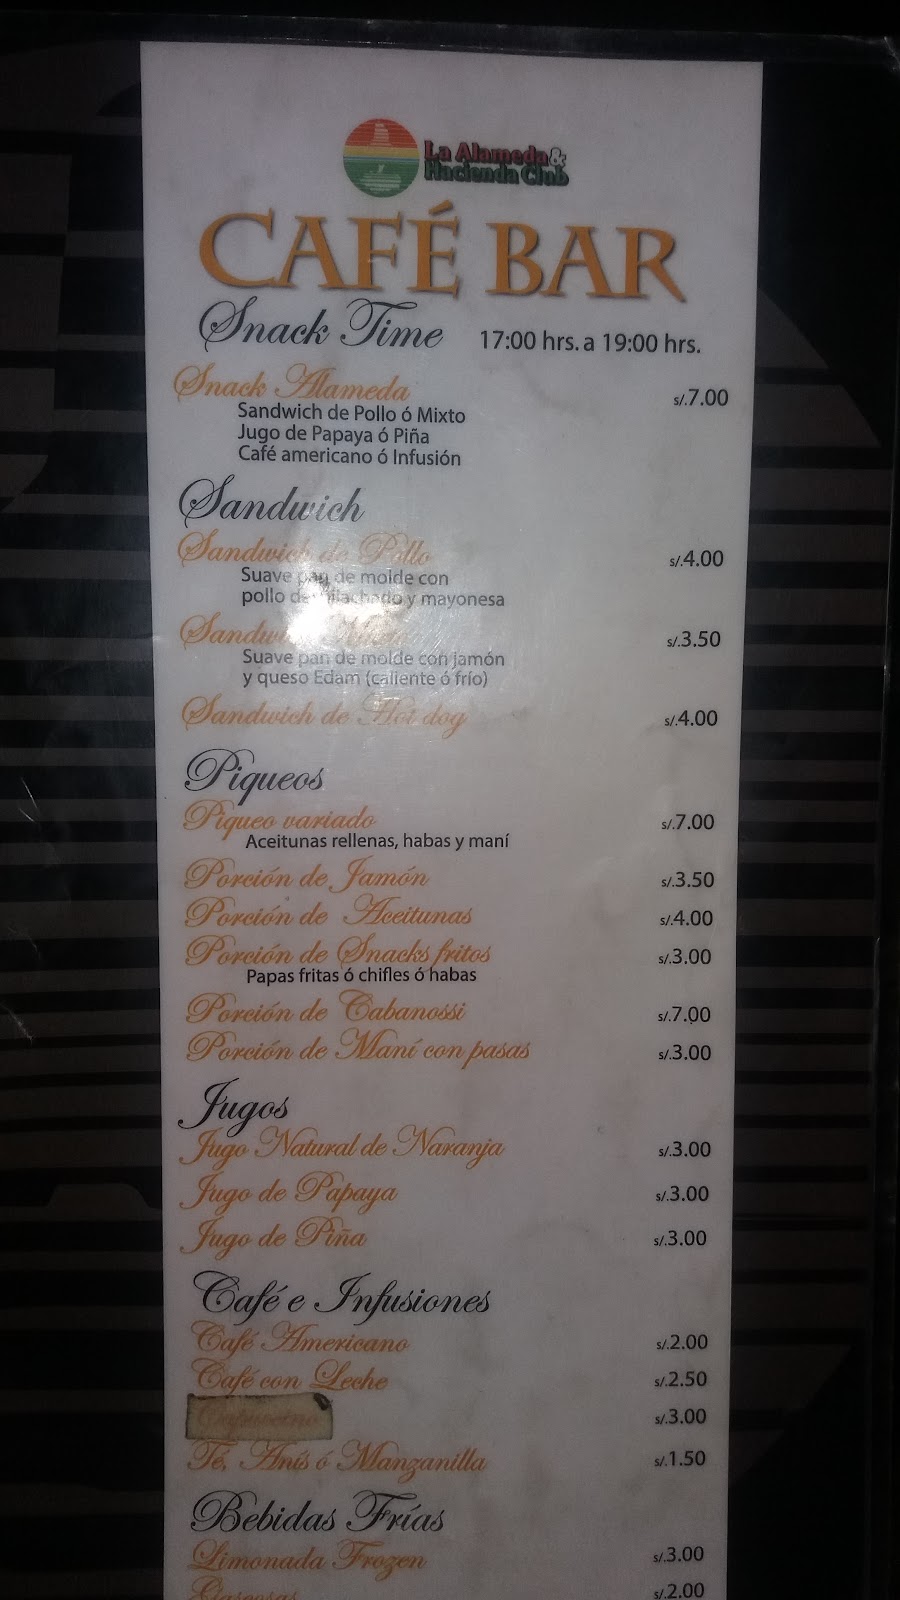 La Alameda &
Hacienda Club
CAFÉ BAR
Snack Time 17:00 hrs. a 19:00 hrs.
Snack Alameda s/.7.00
Sandwich de Pollo ó Mixto
Jugo de Papaya ó Piña
Café americano ó Infusión
Sandwich
Sandwich de Pollo s/.4.00
Suave pan de molde con
pollo deshilachado y mayonesa
Sandwich Mixto s/.3.50
Suave pan de molde con jamón
y queso Edam (caliente ó frío)
Sandwich de Hot dog s/.4.00
Piqueos
Piqueo variado s/.7.00
Aceitunas rellenas, habas y maní
Porción de Jamón s/.3.50
Porción de Aceitunas s/.4.00
Porción de Snacks fritos s/.3.00
Papas fritas ó chifles ó habas
Porción de Cabanossi s/.7.00
Porción de Maní con pasas s/.3.00
Jugos
Jugo Natural de Naranja s/.3.00
Jugo de Papaya s/.3.00
Jugo de Piña s/.3.00
Café e Infusiones
Café Americano s/.2.00
Café con Leche s/.2.50
s/.3.00
Té, Anís ó Manzanilla s/.1.50
Bebidas Frías
Limonada Frozen s/.3.00
Gaseosas s/.2.00